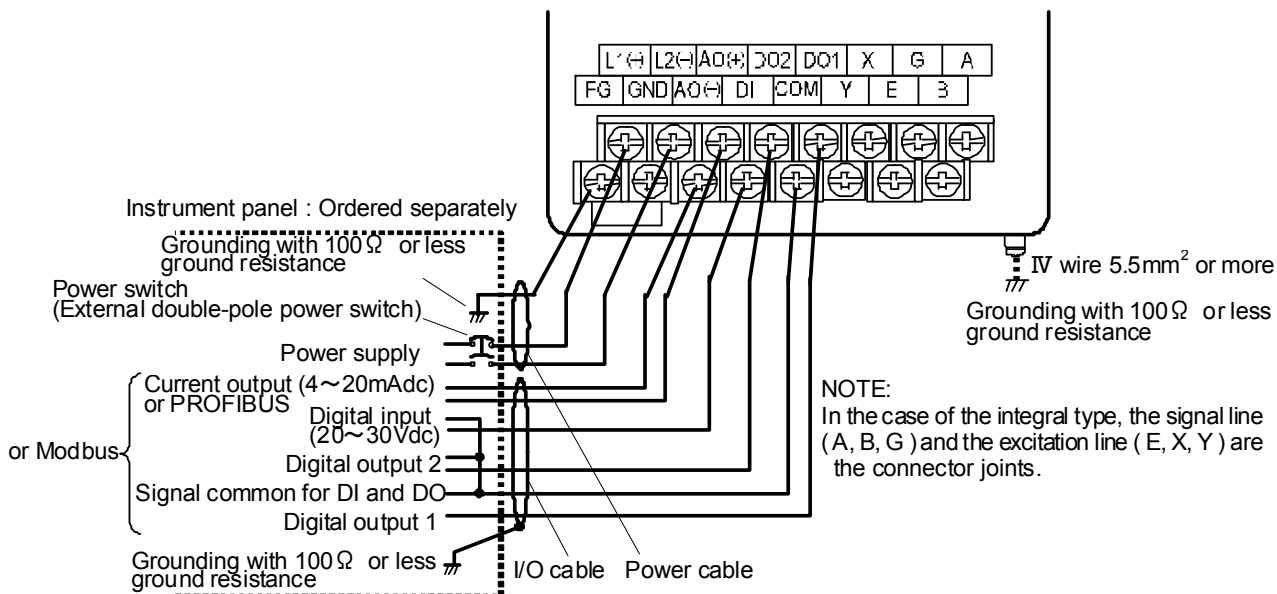 L1(+) L2(-) AO(+) DO2 DO1 X G A
FG GND AO(-) DI COM Y E B
Instrument panel : Ordered separately
Grounding with 100Ω or less
ground resistance
Power switch
(External double-pole power switch)
Power supply
Current output (4～20mAdc)
or PROFIBUS
Digital input
(20～30Vdc)
or Modbus
Digital output 2
Signal common for DI and DO
Digital output 1
Grounding with 100Ω or less
ground resistance
I/O cable Power cable
Ⅳ wire 5.5mm² or more
Grounding with 100Ω or less
ground resistance
NOTE:
In the case of the integral type, the signal line
( A, B, G ) and the excitation line ( E, X, Y ) are
the connector joints.